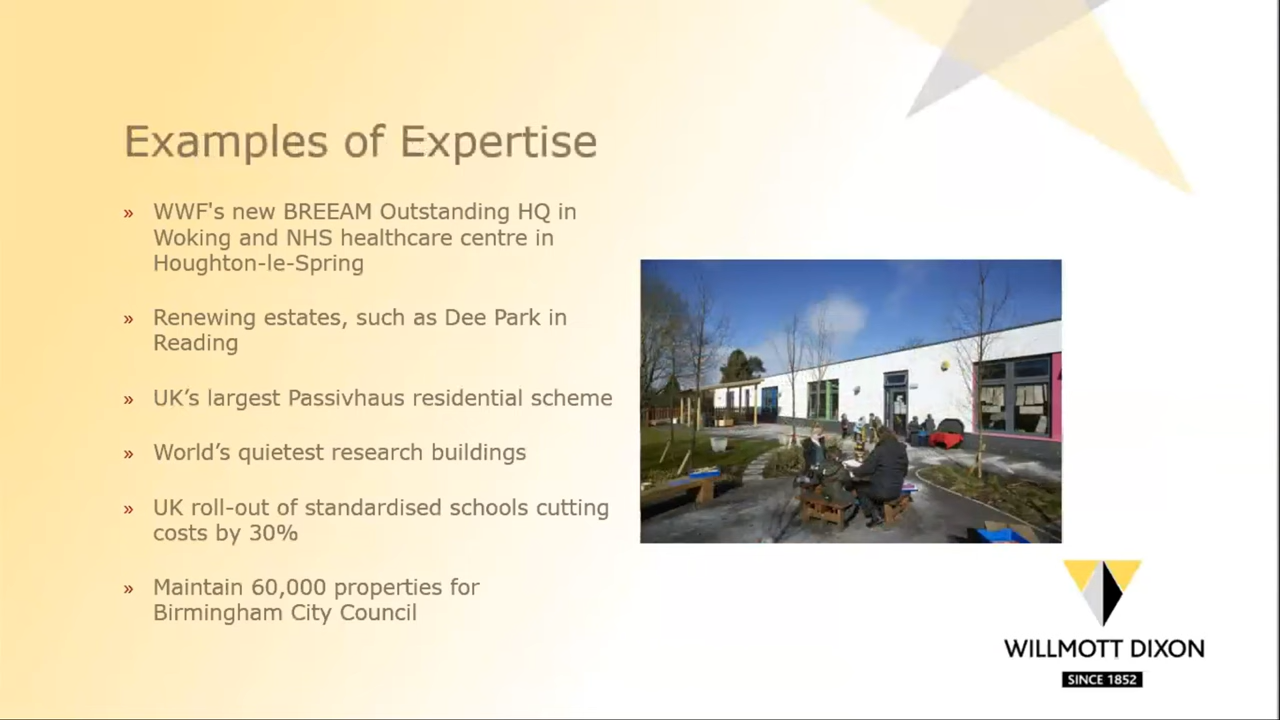 Examples of Expertise
» WWF's new BREEAM Outstanding HQ in
Woking and NHS healthcare centre in
Houghton-le-Spring
» Renewing estates, such as Dee Park in
Reading
» UK’s largest Passivhaus residential scheme
» World’s quietest research buildings
» UK roll-out of standardised schools cutting
costs by 30%
» Maintain 60,000 properties for
Birmingham City Council
WILLMOTT DIXON
SINCE 1852